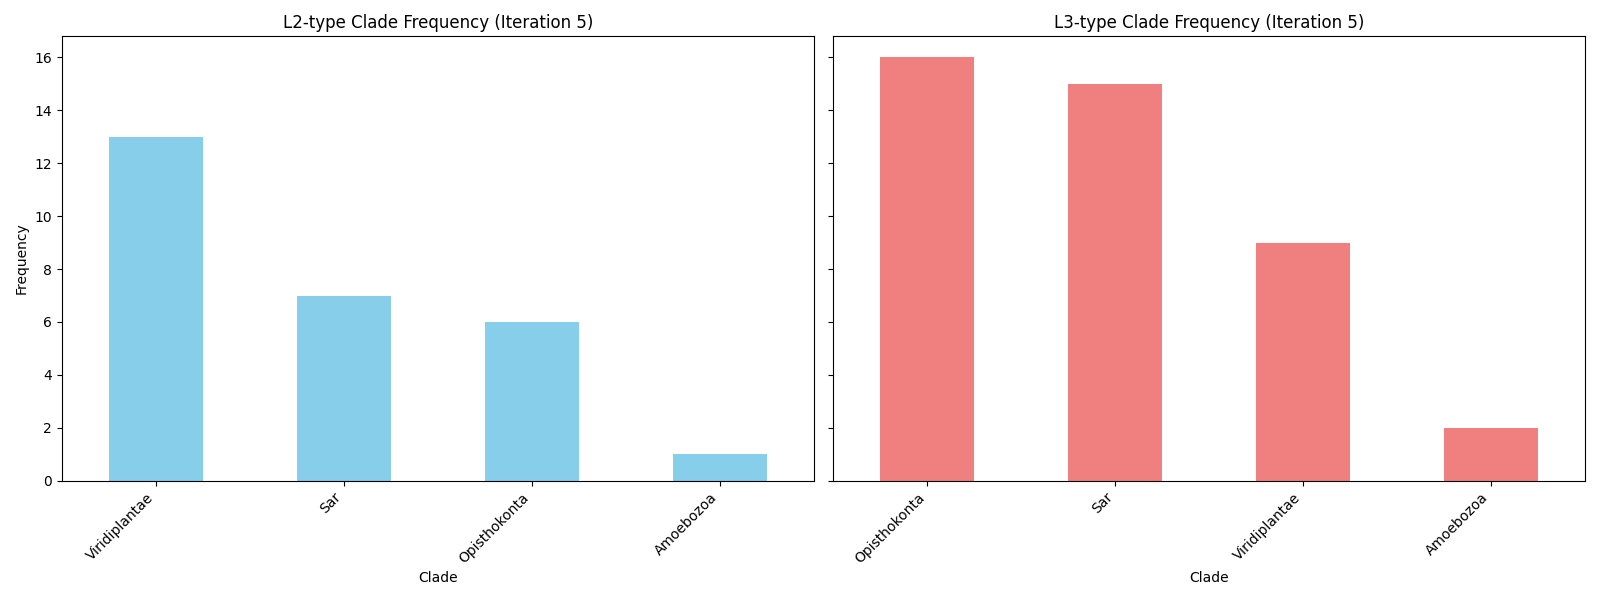 L2-type Clade Frequency (Iteration 5)
Frequency
16
14
12
10
8
6
4
2
0
Viridiplantae
Sar
Opisthokonta
Amoebozoa
Clade
L3-type Clade Frequency (Iteration 5)
Opisthokonta
Sar
Viridiplantae
Amoebozoa
Clade